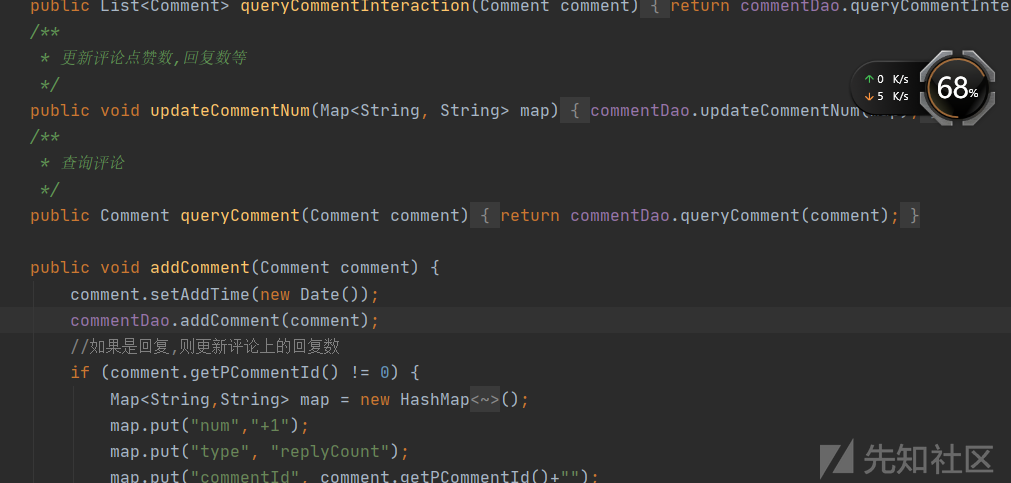 public List<Comment> queryCommentInteraction(Comment comment) { return commentDao.queryCommentInte
/**
* 更新评论点赞数,回复数等
*/
public void updateCommentNum(Map<String, String> map) { commentDao.updateCommentNum(map); }
/**
* 查询评论
*/
public Comment queryComment(Comment comment) { return commentDao.queryComment(comment); }
public void addComment(Comment comment) {
comment.setAddTime(new Date());
commentDao.addComment(comment);
//如果是回复,则更新评论上的回复数
if (comment.getPCommentId() != 0) {
Map<String,String> map = new HashMap<~>();
map.put("num","+1");
map.put("type", "replyCount");
map.put("commentId", comment.getPCommentId()+"");
↑ 0 K/s
↓ 5 K/s
68%
先知社区